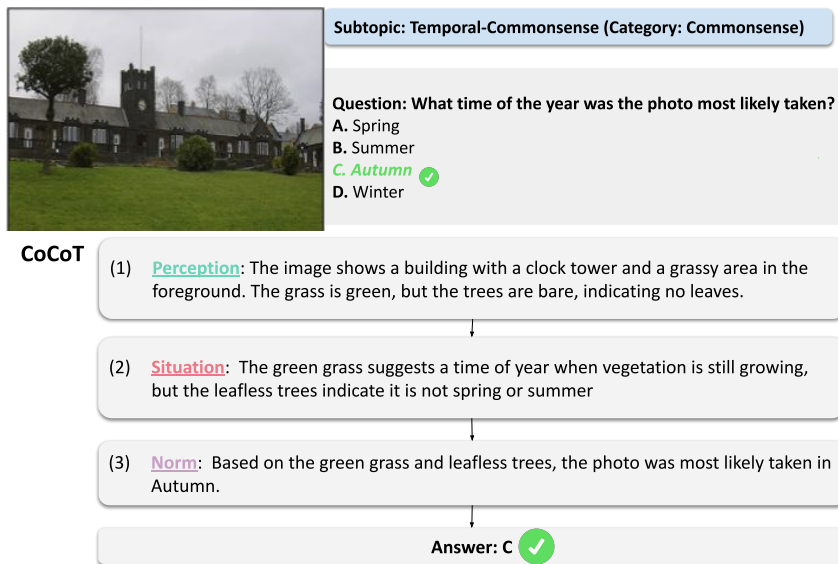 Subtopic: Temporal-Commonsense (Category: Commonsense)
Question: What time of the year was the photo most likely taken?
A. Spring
B. Summer
C. Autumn
D. Winter
CoCoT
(1) Perception: The image shows a building with a clock tower and a grassy area in the
foreground. The grass is green, but the trees are bare, indicating no leaves.
(2) Situation: The green grass suggests a time of year when vegetation is still growing,
but the leafless trees indicate it is not spring or summer
(3) Norm: Based on the green grass and leafless trees, the photo was most likely taken in
Autumn.
Answer: C